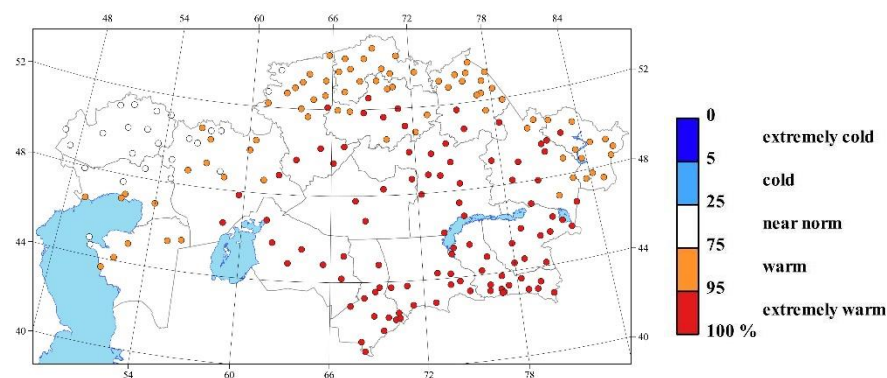 48 54 60 66 72 78 84
52 52
48 48
44 44
40 40
54 60 66 72 78
0
extremely cold
5
cold
25
near norm
75
warm
95
extremely warm
100 %